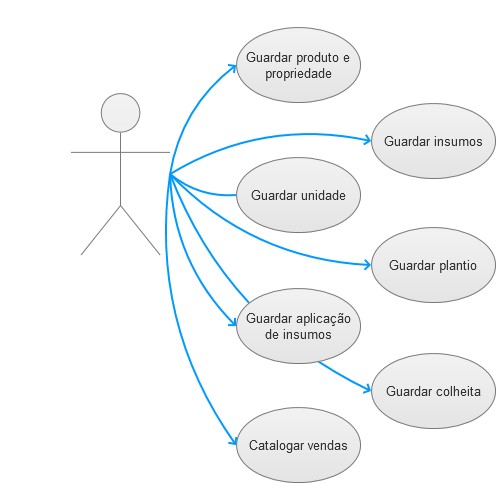 Guardar produto e
propriedade
Guardar insumos
Guardar unidade
Guardar plantio
Guardar aplicação
de insumos
Guardar colheita
Catalogar vendas